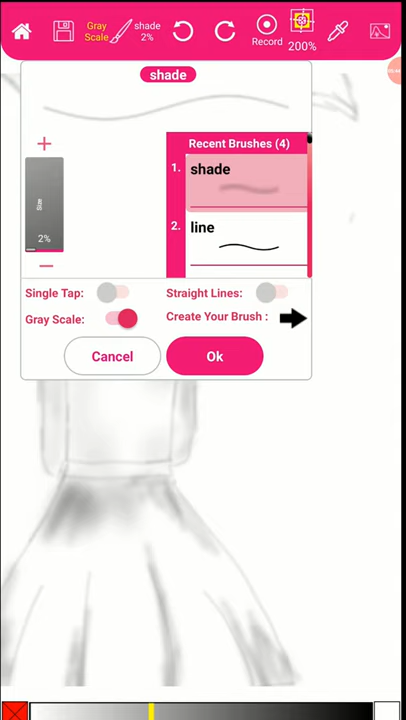 Gray
Scale
shade
2%
Record
200%
shade
Recent Brushes (4)
1. shade
Size
2%
2. line
Single Tap:
Straight Lines:
Gray Scale:
Create Your Brush :
Cancel
Ok